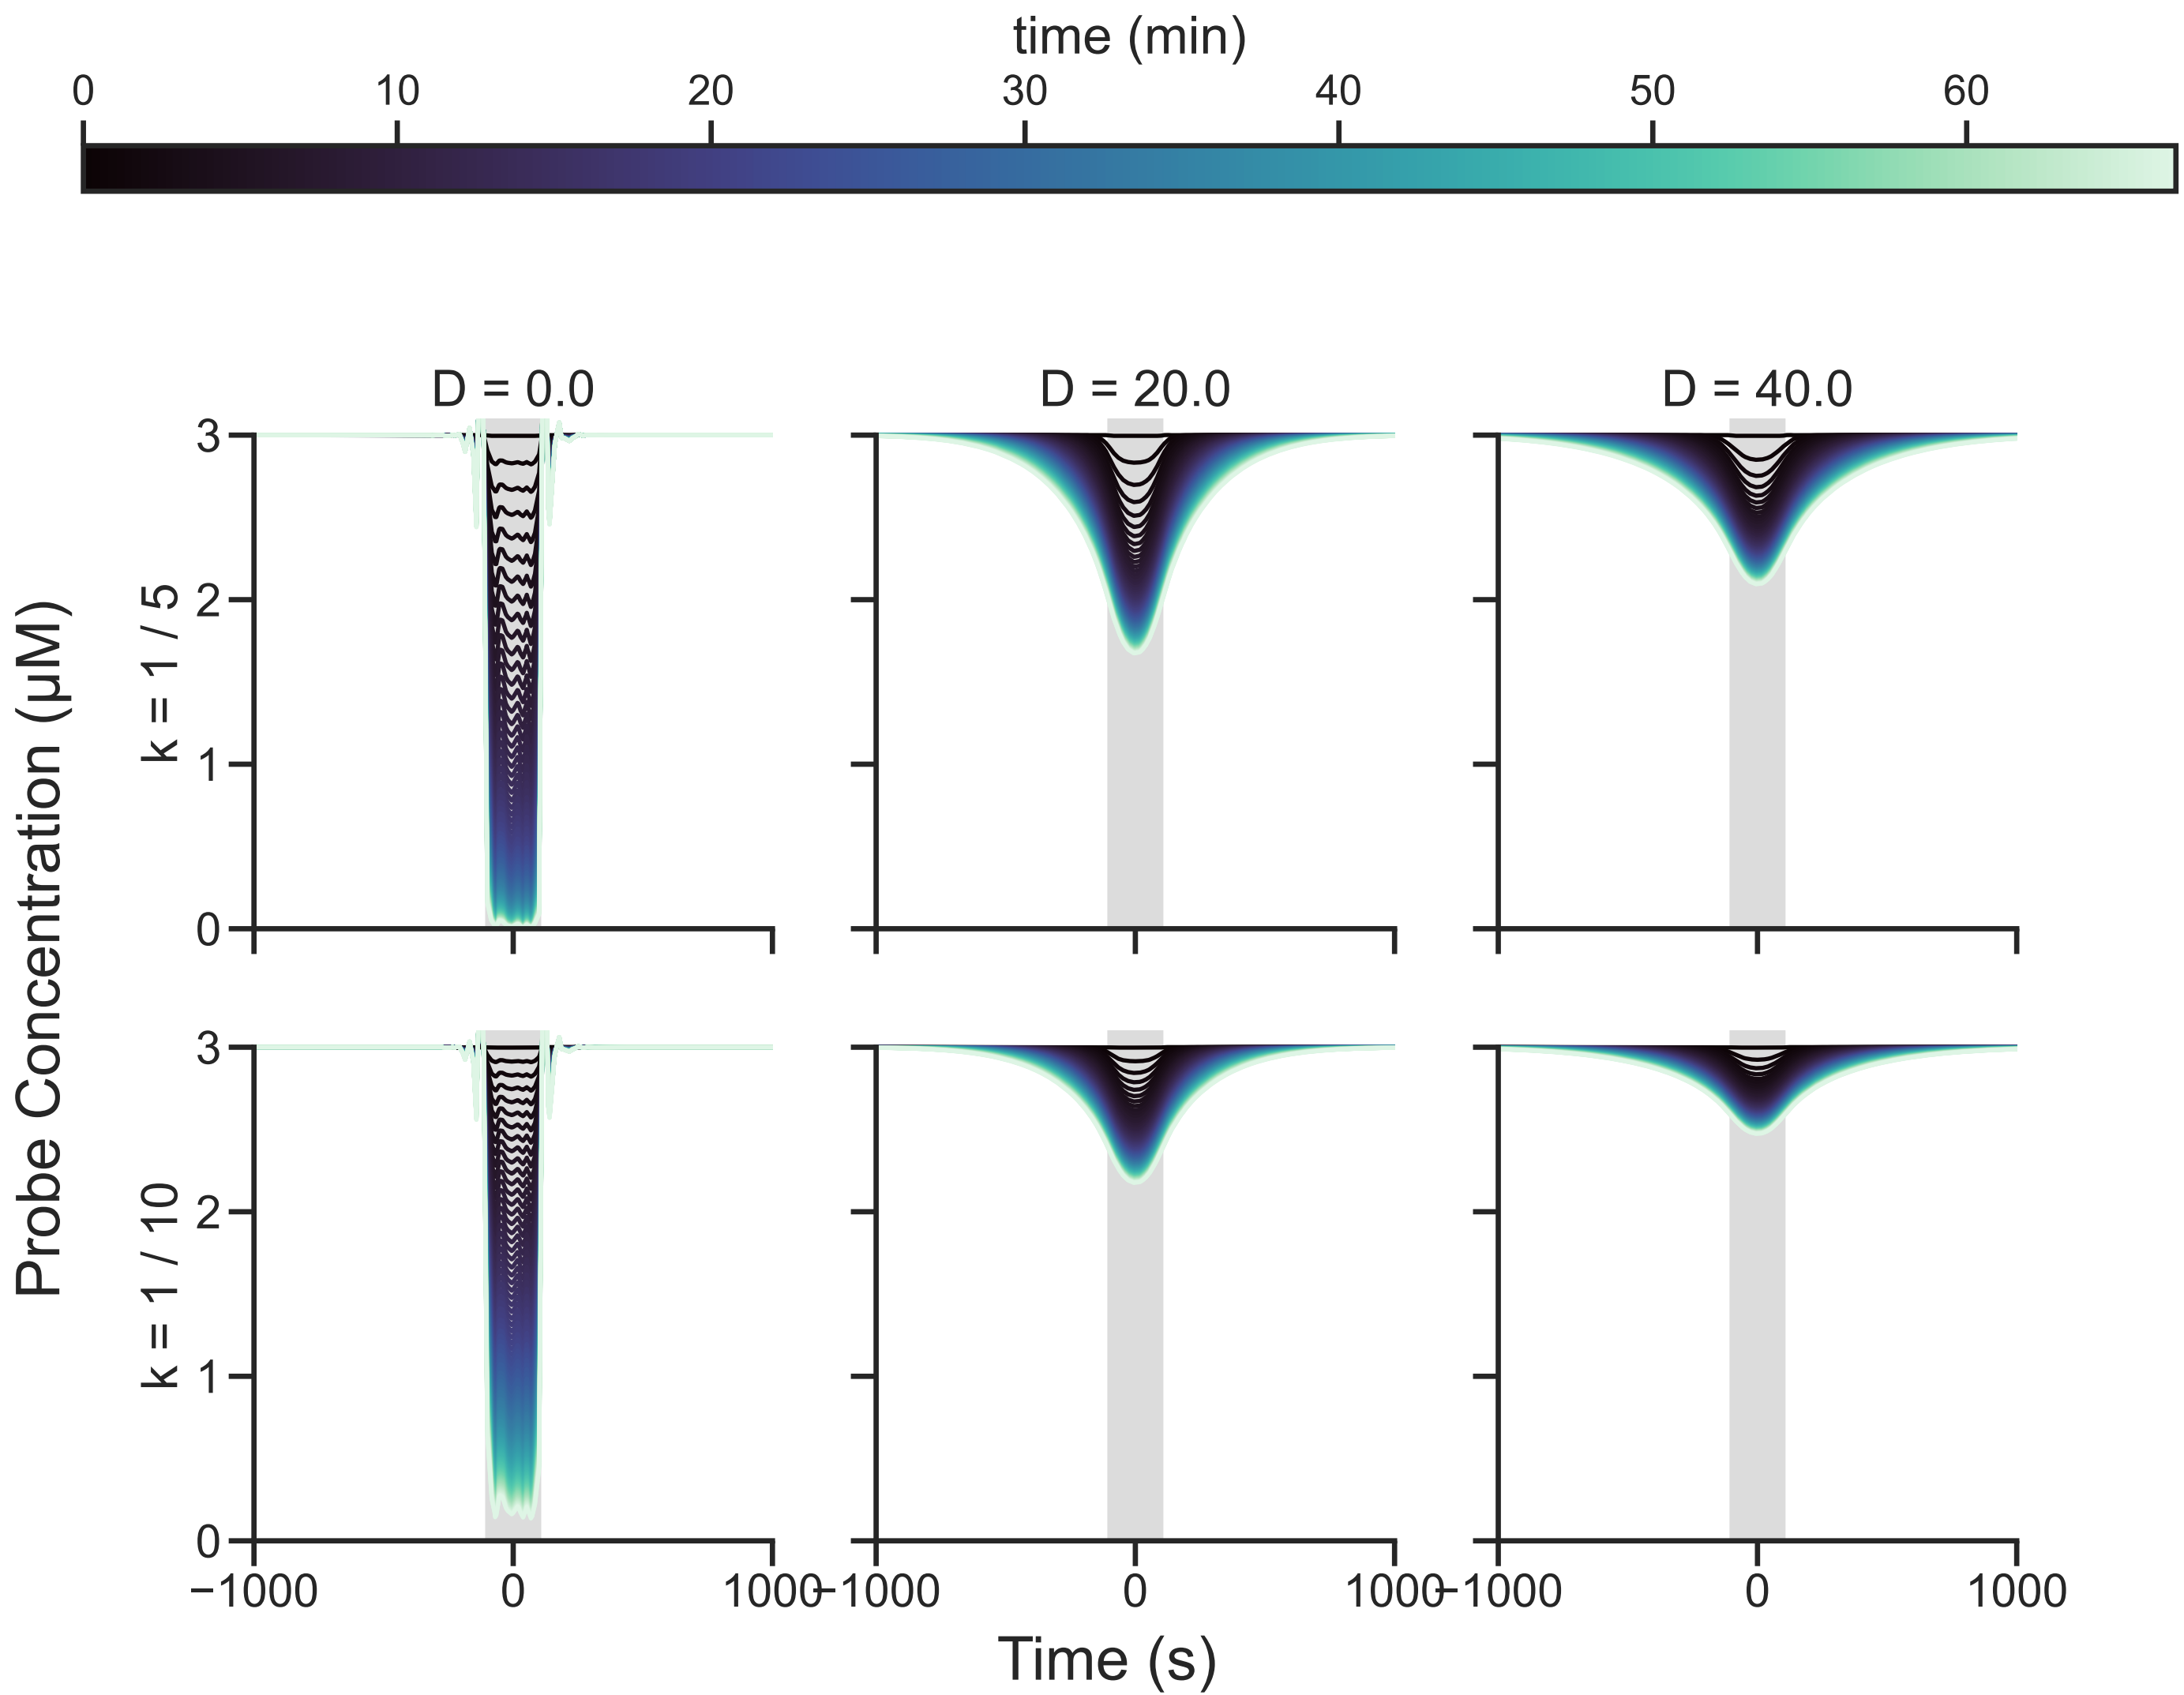 time (min)
0 10 20 30 40 50 60
D = 0.0 D = 20.0 D = 40.0
Probe Concentration (μM)
k = 1 / 5
3
2
1
0
k = 1 / 10
3
2
1
0
−1000 0 1000 −1000 0 1000 −1000 0 1000
Time (s)